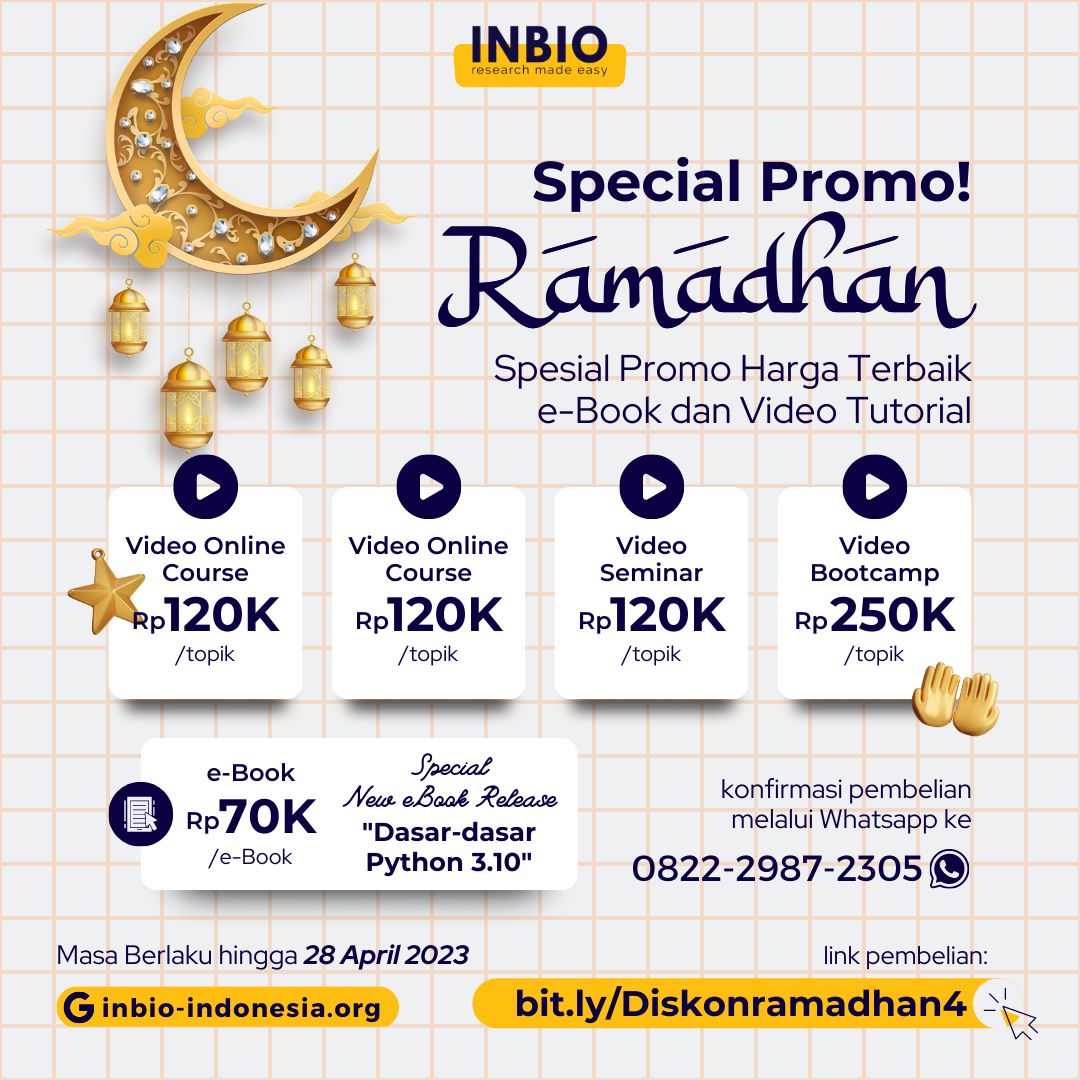 INBIO
research made easy
Special Promo!
Ramadhan
Spesial Promo Harga Terbaik
e-Book dan Video Tutorial
Video Online
Course
Rp120K
/topik
Video Online
Course
Rp120K
/topik
Video
Seminar
Rp120K
/topik
Video
Bootcamp
Rp250K
/topik
e-Book
Rp70K
/e-Book
Special
New eBook Release
"Dasar-dasar
Python 3.10"
konfirmasi pembelian
melalui Whatsapp ke
0822-2987-2305
Masa Berlaku hingga 28 April 2023
G inbio-indonesia.org
link pembelian:
bit.ly/Diskonramadhan4